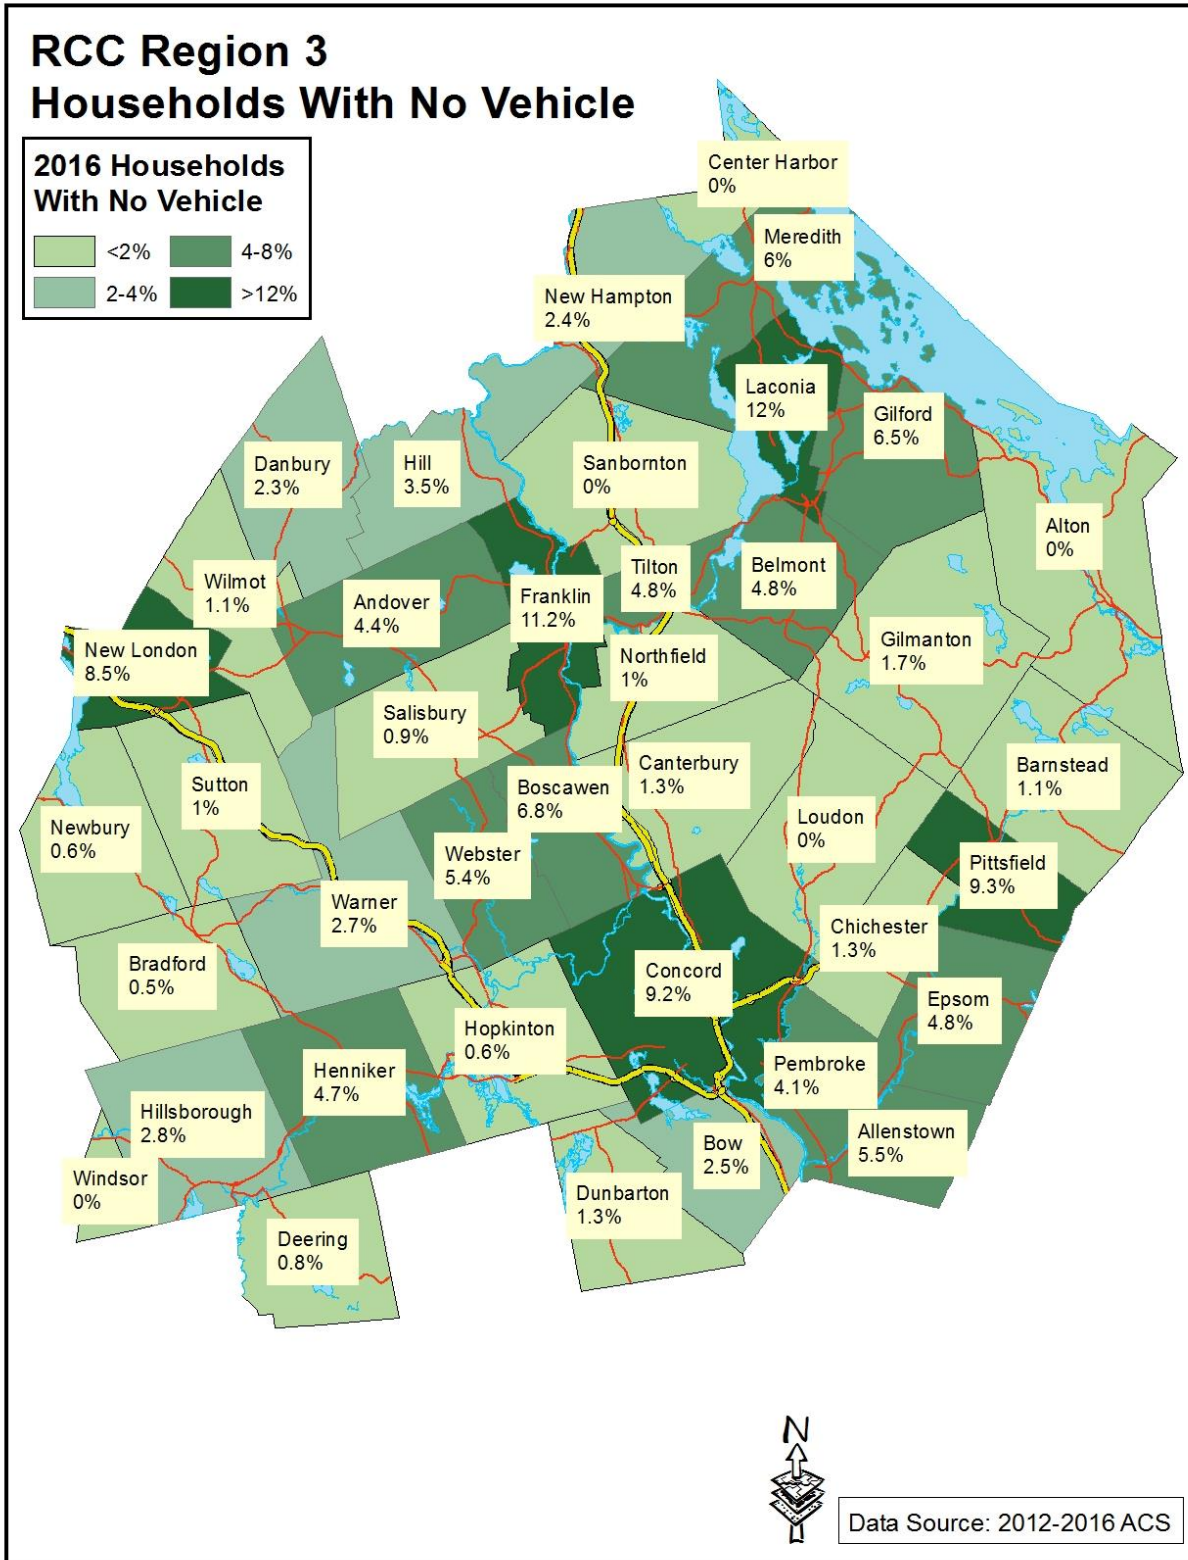 RCC Region 3
Households With No Vehicle
2016 Households
With No Vehicle
<2%
4-8%
2-4%
>12%
Center Harbor
0%
Meredith
6%
New Hampton
2.4%
Laconia
12%
Gilford
6.5%
Danbury
2.3%
Hill
3.5%
Sanbornton
0%
Alton
0%
Wilmot
1.1%
Andover
4.4%
Franklin
11.2%
Tilton
4.8%
Belmont
4.8%
New London
8.5%
Northfield
1%
Gilmanton
1.7%
Salisbury
0.9%
Sutton
1%
Boscawen
6.8%
Canterbury
1.3%
Barnstead
1.1%
Newbury
0.6%
Loudon
0%
Webster
5.4%
Pittsfield
9.3%
Warner
2.7%
Chichester
1.3%
Bradford
0.5%
Concord
9.2%
Epsom
4.8%
Hopkinton
0.6%
Henniker
4.7%
Pembroke
4.1%
Hillsborough
2.8%
Allenstown
5.5%
Bow
2.5%
Windsor
0%
Dunbarton
1.3%
Deering
0.8%
N
Data Source: 2012-2016 ACS